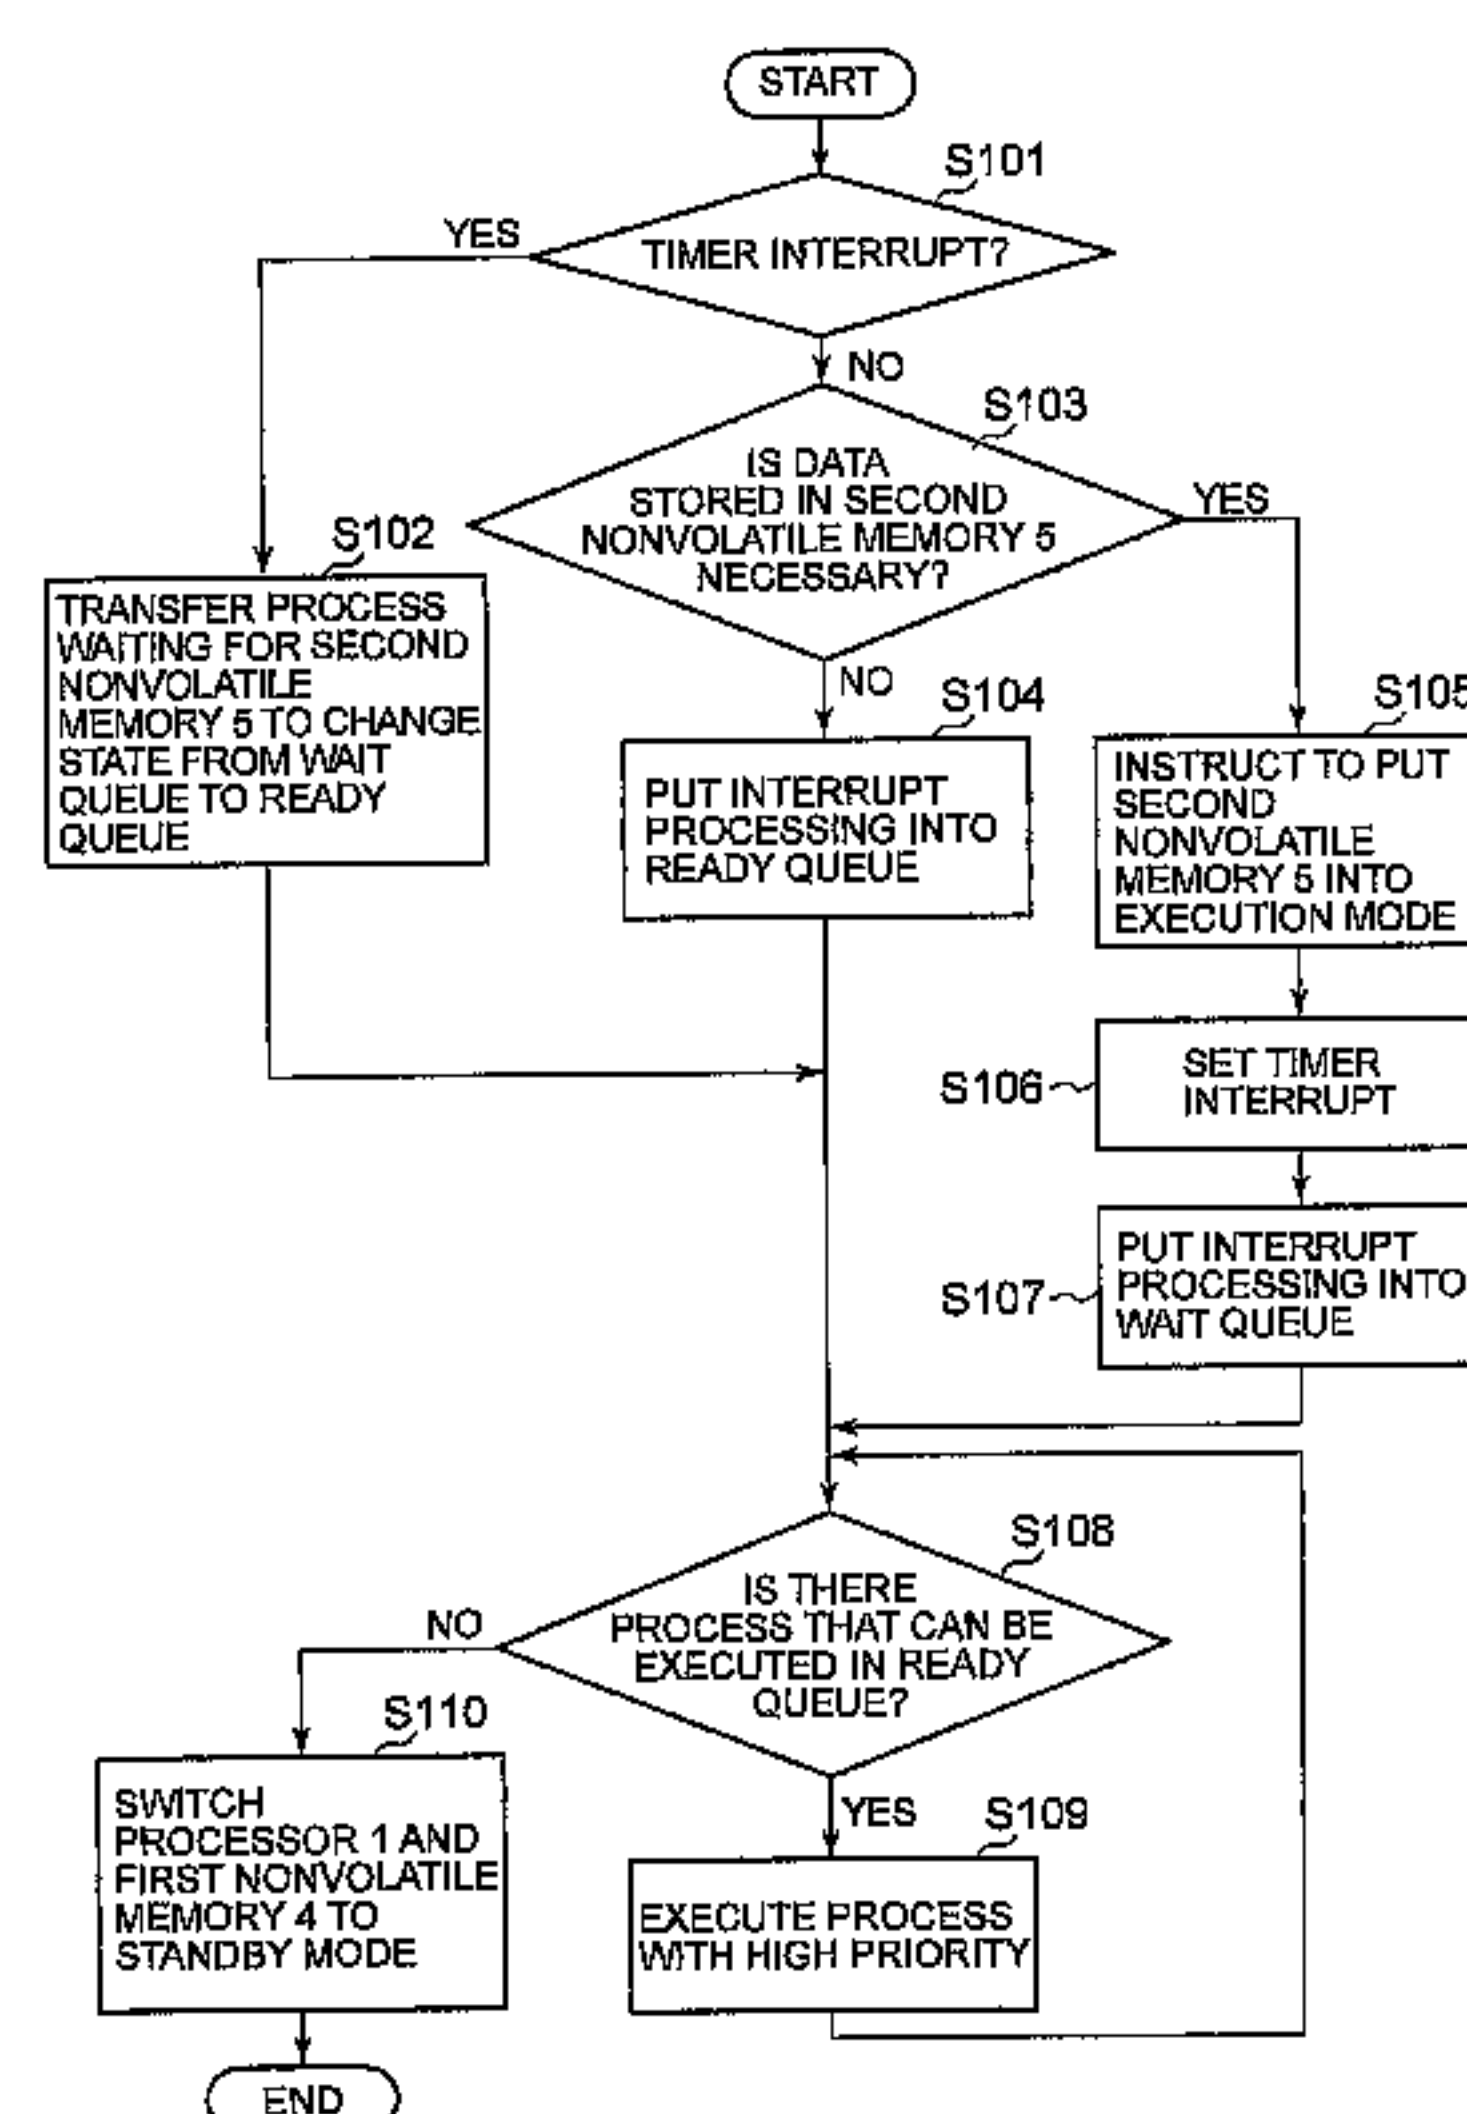 START
S101
YES
TIMER INTERRUPT?
NO
S103
IS DATA
STORED IN SECOND
NONVOLATILE MEMORY 5
NECESSARY?
YES
S102
TRANSFER PROCESS
WAITING FOR SECOND
NONVOLATILE
MEMORY 5 TO CHANGE
STATE FROM WAIT
QUEUE TO READY
QUEUE
NO
S104
PUT INTERRUPT
PROCESSING INTO
READY QUEUE
S105
INSTRUCT TO PUT
SECOND
NONVOLATILE
MEMORY 5 INTO
EXECUTION MODE
S106
SET TIMER
INTERRUPT
S107
PUT INTERRUPT
PROCESSING INTO
WAIT QUEUE
S108
IS THERE
PROCESS THAT CAN BE
EXECUTED IN READY
QUEUE?
NO
S110
SWITCH
PROCESSOR 1 AND
FIRST NONVOLATILE
MEMORY 4 TO
STANDBY MODE
YES
S109
EXECUTE PROCESS
WITH HIGH PRIORITY
END